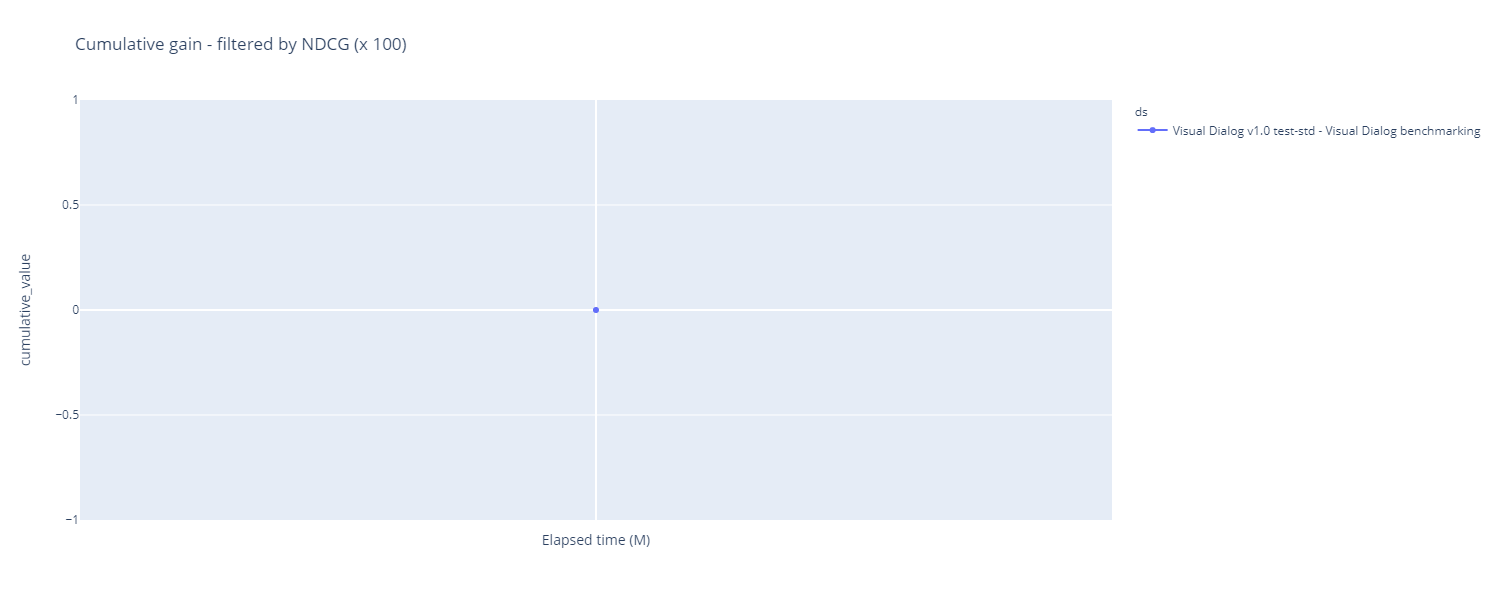 Cumulative gain - filtered by NDCG (x 100)
1
0.5
0
−0.5
−1
cumulative_value
Elapsed time (M)
ds
Visual Dialog v1.0 test-std - Visual Dialog benchmarking